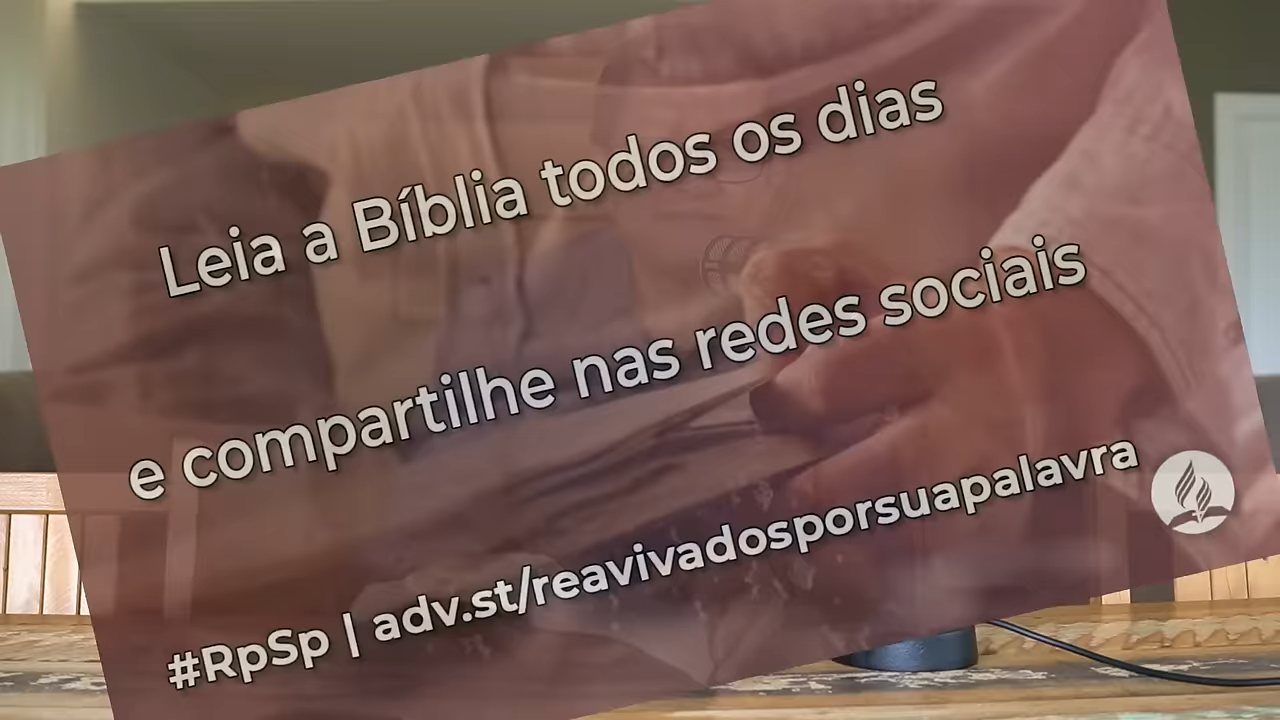 Leia a Bíblia todos os dias
e compartilhe nas redes sociais
#RpSp | adv.st/reavivadosporsuapalavra